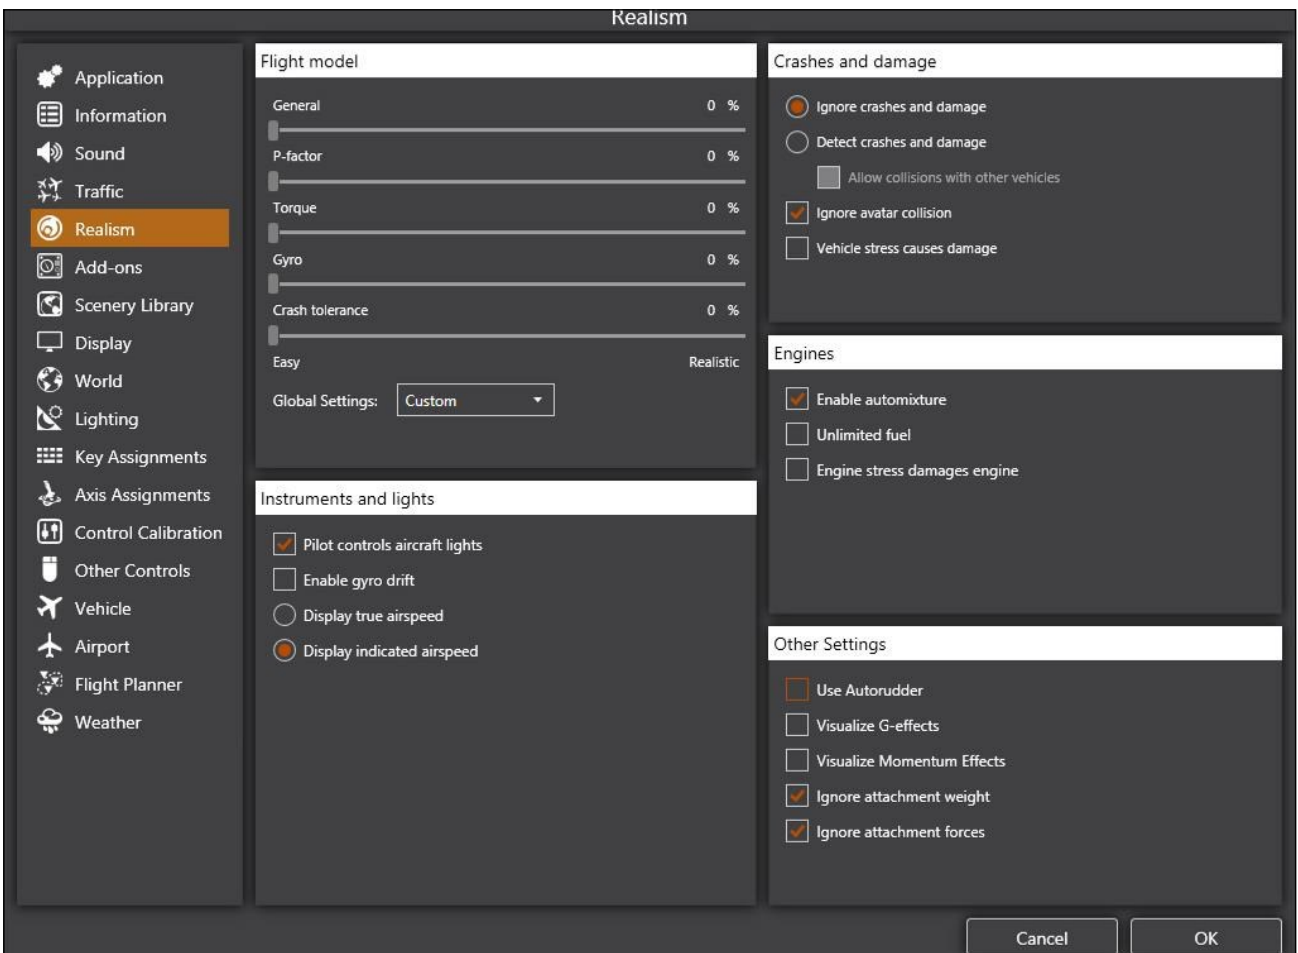 Realism
Application
Information
Sound
Traffic
Realism
Add-ons
Scenery Library
Display
World
Lighting
Key Assignments
Axis Assignments
Control Calibration
Other Controls
Vehicle
Airport
Flight Planner
Weather
Flight model
General 0 %
P-factor 0 %
Torque 0 %
Gyro 0 %
Crash tolerance 0 %
Easy Realistic
Global Settings: Custom
Instruments and lights
Pilot controls aircraft lights
Enable gyro drift
Display true airspeed
Display indicated airspeed
Crashes and damage
Ignore crashes and damage
Detect crashes and damage
Allow collisions with other vehicles
Ignore avatar collision
Vehicle stress causes damage
Engines
Enable automixture
Unlimited fuel
Engine stress damages engine
Other Settings
Use Autorudder
Visualize G-effects
Visualize Momentum Effects
Ignore attachment weight
Ignore attachment forces
Cancel OK